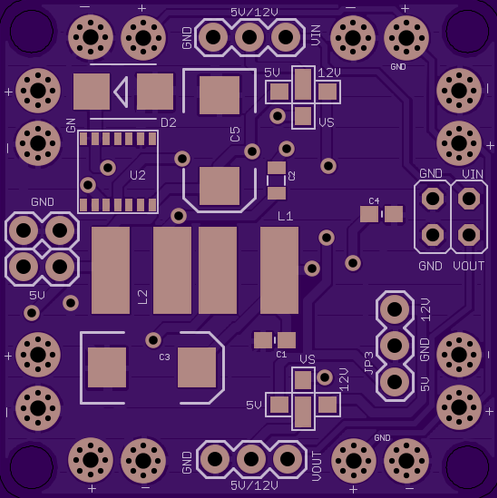 5V/12V
− + GND VIN − +
GND
5V 12V
+ +
VS
GN D2 C5
− −
U2 C2
GND VIN
GND C4
L1
GND VOUT
5V L2
12V
+ C3 C1 +
VS JP3 GND
12V
5V 5V
− −
GND VOUT GND
+ − 5V/12V − +